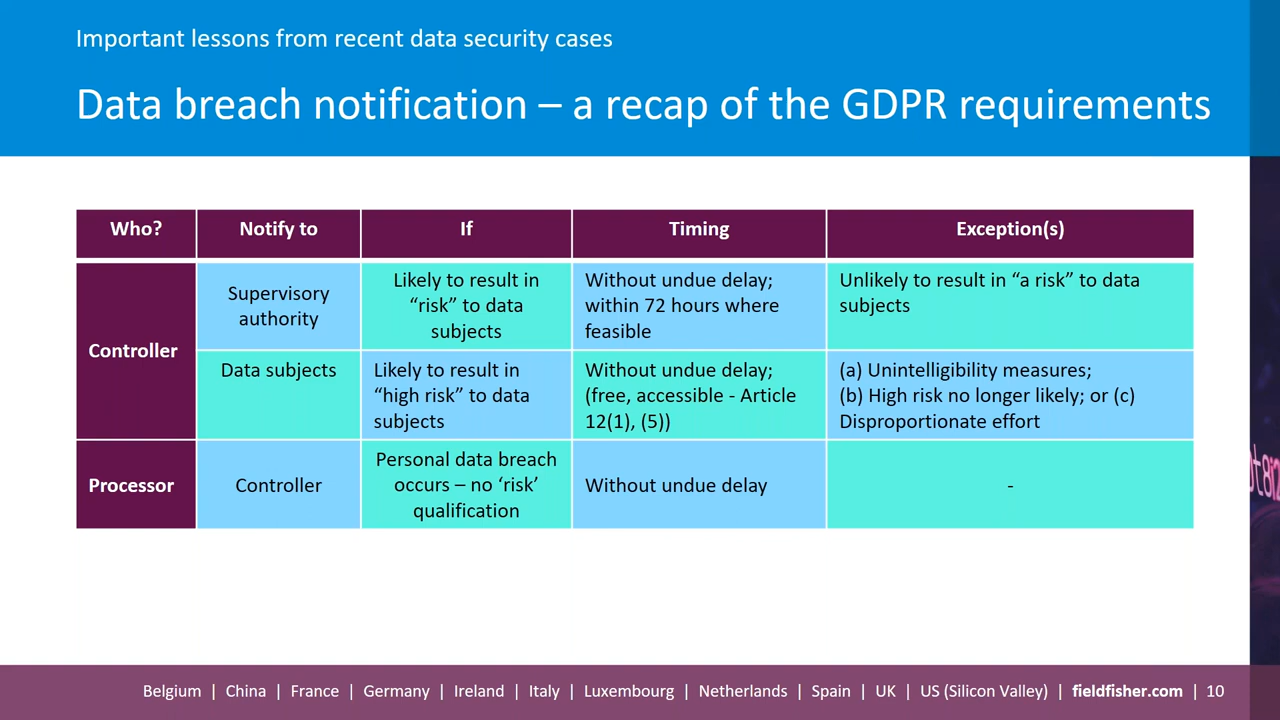 Important lessons from recent data security cases
Data breach notification – a recap of the GDPR requirements
Who?
Notify to
If
Timing
Exception(s)
Controller
Supervisory
authority
Likely to result in
“risk” to data
subjects
Without undue delay;
within 72 hours where
feasible
Unlikely to result in “a risk” to data
subjects
Data subjects
Likely to result in
“high risk” to data
subjects
Without undue delay;
(free, accessible - Article
12(1), (5))
(a) Unintelligibility measures;
(b) High risk no longer likely; or (c)
Disproportionate effort
Processor
Controller
Personal data breach
occurs – no ‘risk’
qualification
Without undue delay
-
Belgium | China | France | Germany | Ireland | Italy | Luxembourg | Netherlands | Spain | UK | US (Silicon Valley) | fieldfisher.com | 10